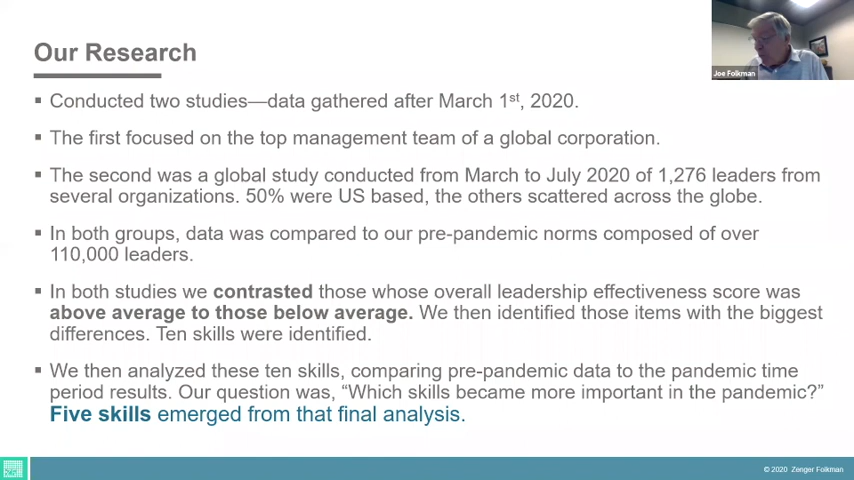 Our Research
Joe Folkman
▪ Conducted two studies—data gathered after March 1st, 2020.
▪ The first focused on the top management team of a global corporation.
▪ The second was a global study conducted from March to July 2020 of 1,276 leaders from
several organizations. 50% were US based, the others scattered across the globe.
▪ In both groups, data was compared to our pre-pandemic norms composed of over
110,000 leaders.
▪ In both studies we contrasted those whose overall leadership effectiveness score was
above average to those below average. We then identified those items with the biggest
differences. Ten skills were identified.
▪ We then analyzed these ten skills, comparing pre-pandemic data to the pandemic time
period results. Our question was, “Which skills became more important in the pandemic?”
Five skills emerged from that final analysis.
© 2020 Zenger Folkman